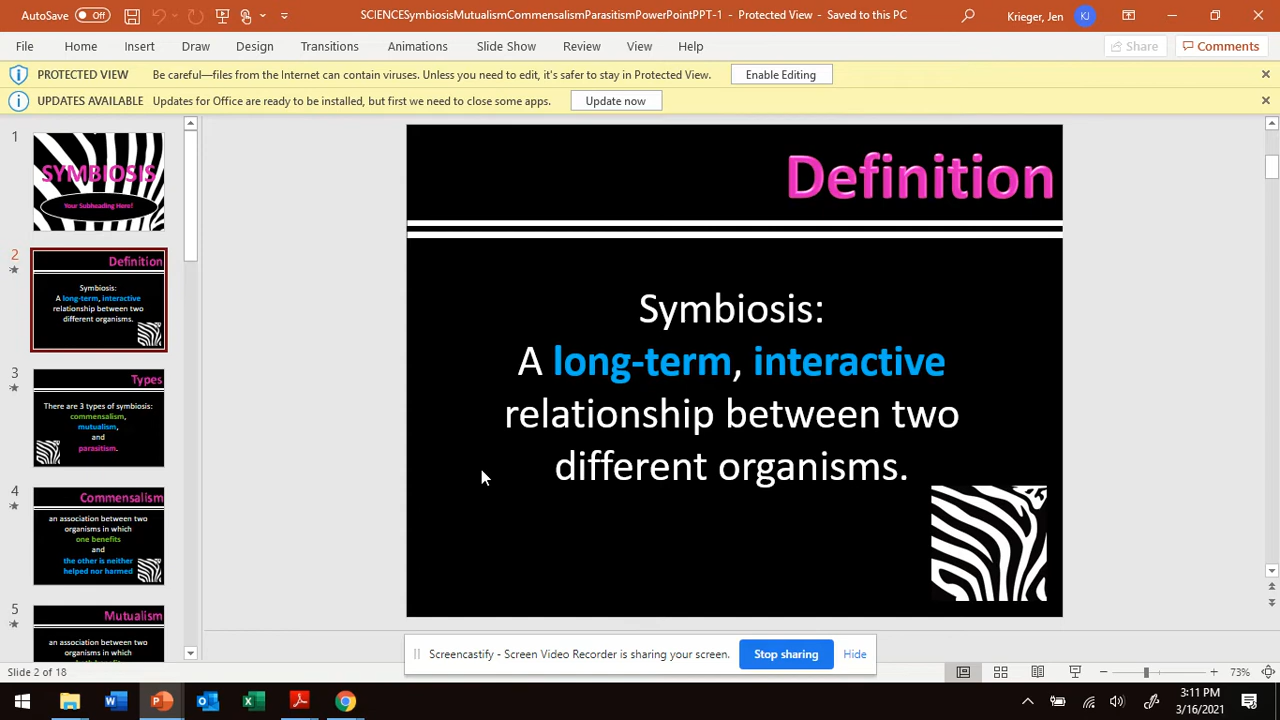 AutoSave Off
SCIENCESymbiosisMutualismCommensalismParasitismPowerPointPPT-1 - Protected View - Saved to this PC
Krieger, Jen KJ
File Home Insert Draw Design Transitions Animations Slide Show Review View Help Share Comments
PROTECTED VIEW Be careful—files from the Internet can contain viruses. Unless you need to edit, it's safer to stay in Protected View. Enable Editing
UPDATES AVAILABLE Updates for Office are ready to be installed, but first we need to close some apps. Update now
1
SYMBIOSIS
Your Subheading Here!
2
Definition
Symbiosis:
A long-term, interactive
relationship between two
different organisms.
3
Types
There are 3 types of symbiosis:
commensalism,
mutualism,
and
parasitism.
4
Commensalism
an association between two
organisms in which
one benefits
and
the other is neither
helped nor harmed
5
Mutualism
an association between two
organisms in which
Definition
Symbiosis:
A long-term, interactive
relationship between two
different organisms.
Screencastify - Screen Video Recorder is sharing your screen. Stop sharing Hide
Slide 2 of 18
73%
3:11 PM
3/16/2021